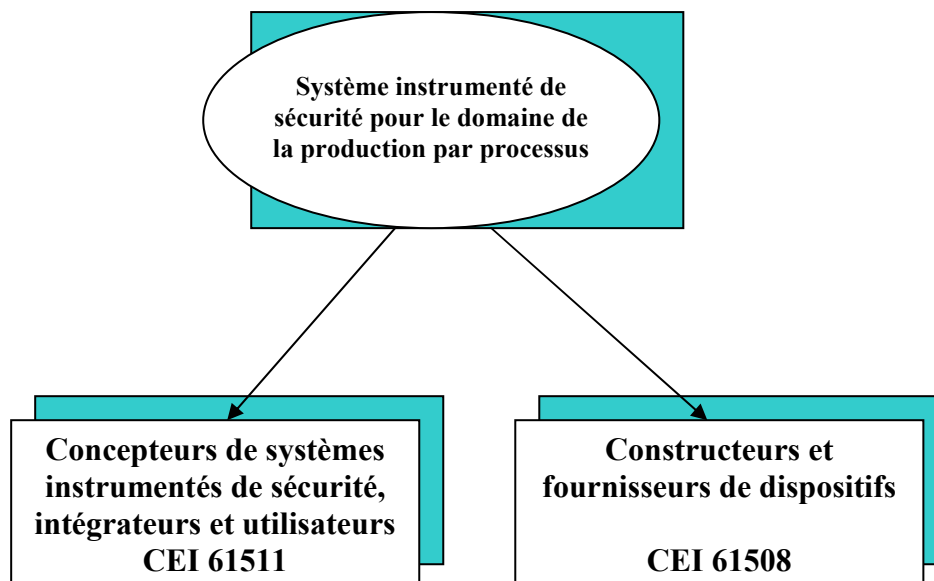 Système instrumenté de
sécurité pour le domaine de
la production par processus
Concepteurs de systèmes
instrumentés de sécurité,
intégrateurs et utilisateurs
CEI 61511
Constructeurs et
fournisseurs de dispositifs
CEI 61508